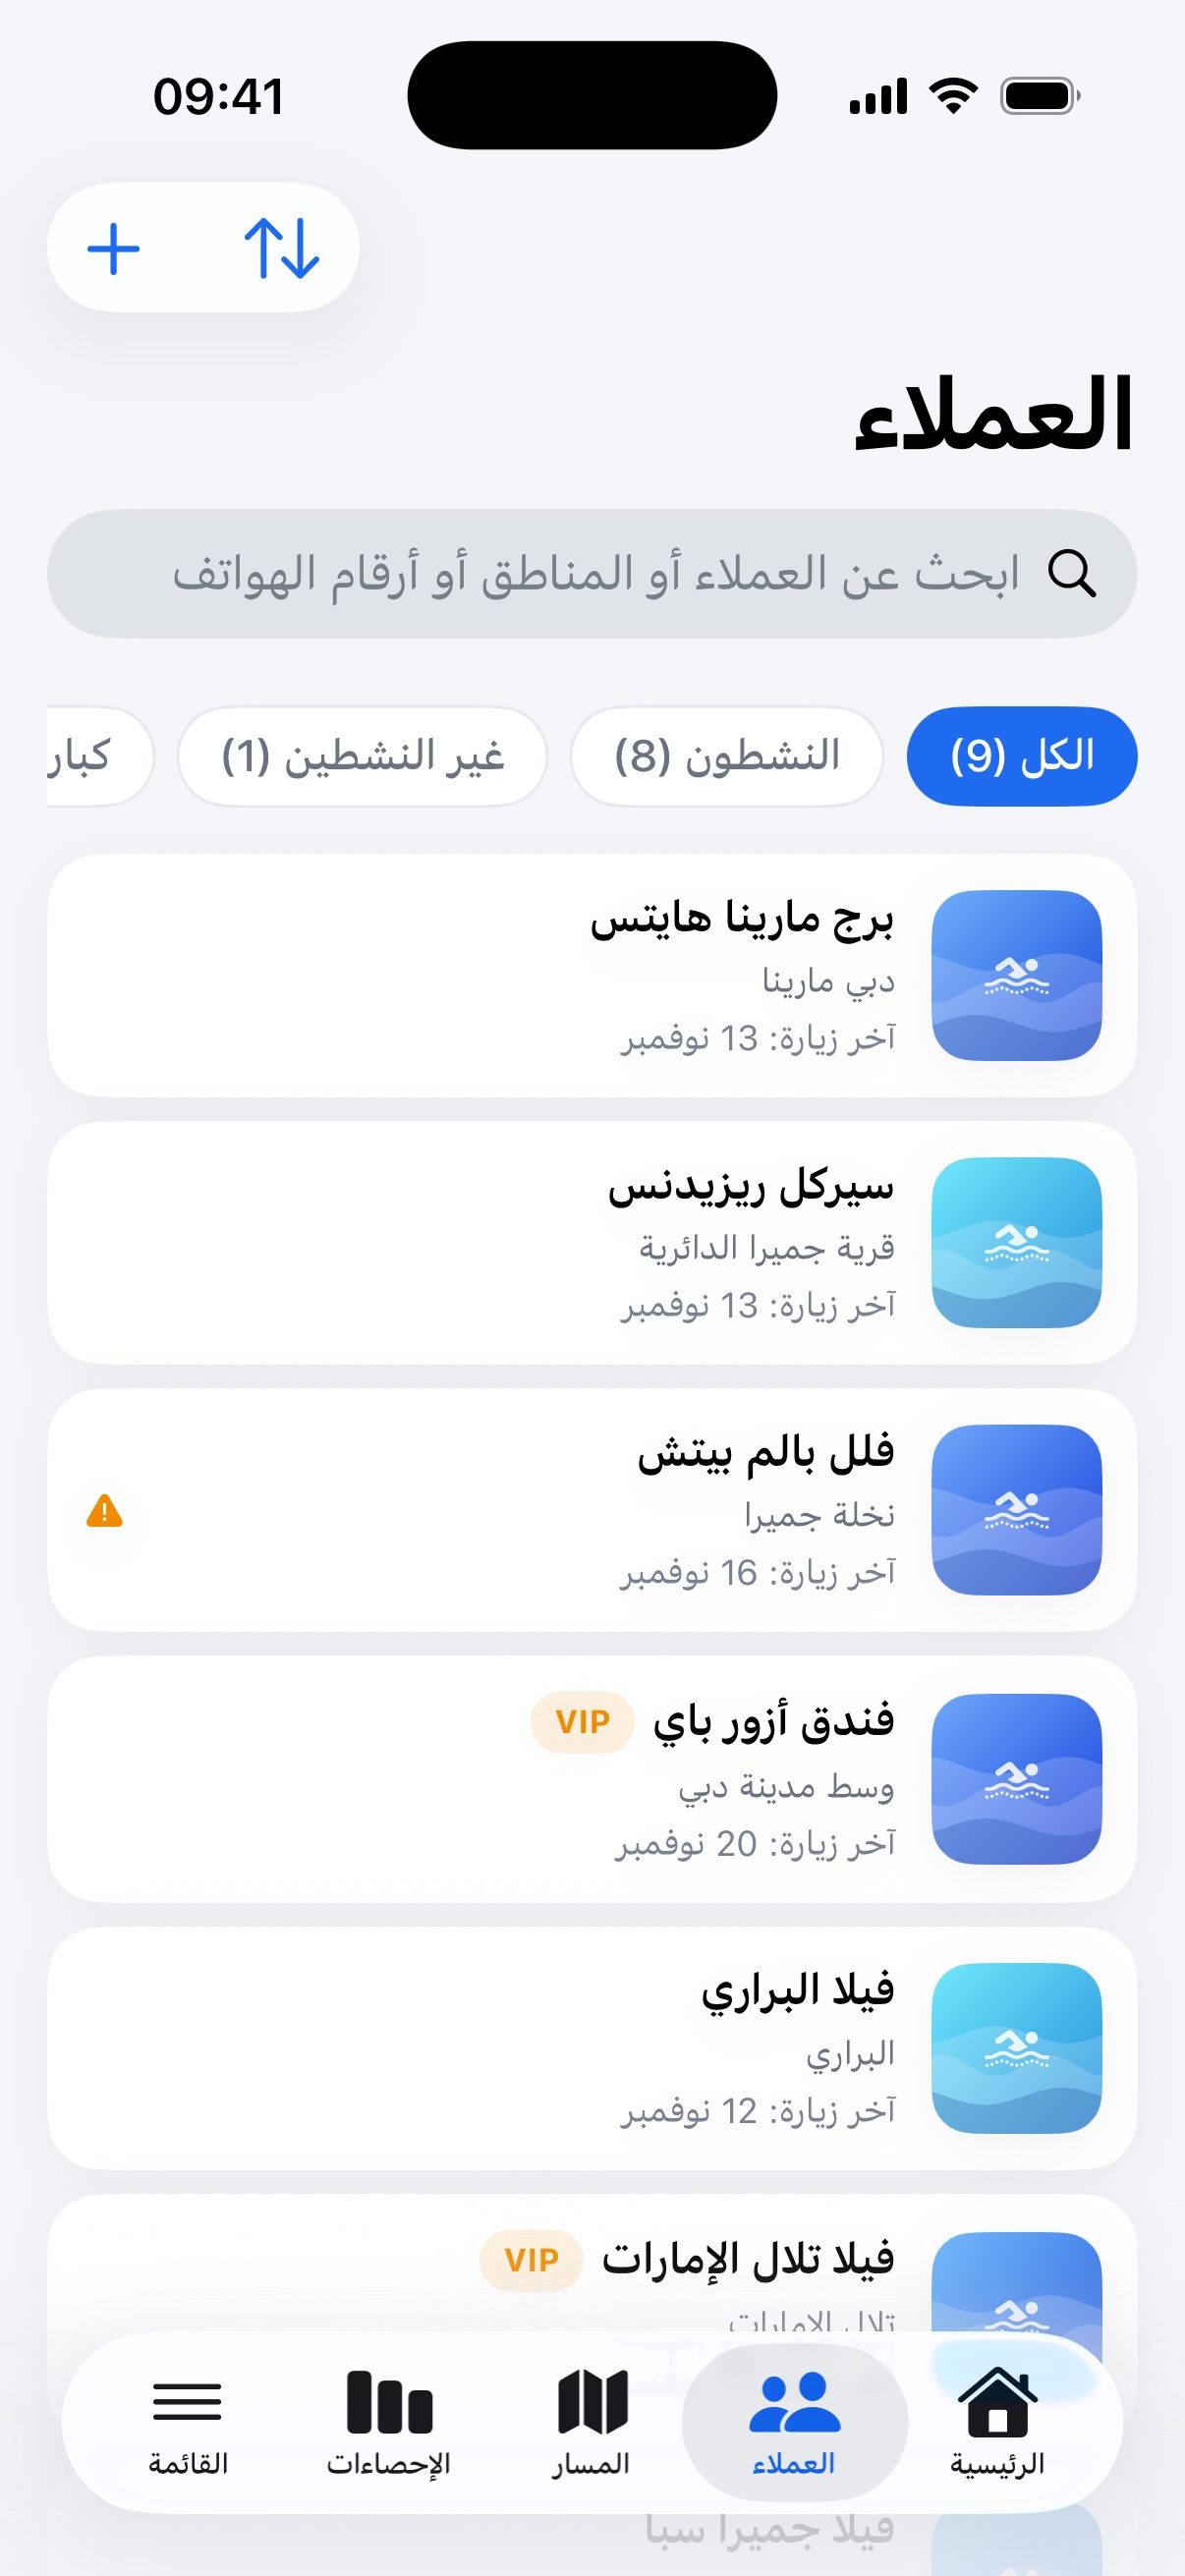 09:41
العملاء
ابحث عن العملاء أو المناطق أو أرقام الهواتف
الكل (9)
النشطون (8)
غير النشطين (1)
كبار
برج مارينا هايتس
دبي مارينا
آخر زيارة: 13 نوفمبر
سيركل ريزيدنس
قرية جميرا الدائرية
آخر زيارة: 13 نوفمبر
فلل بالم بيتش
نخلة جميرا
آخر زيارة: 16 نوفمبر
فندق أزور باي VIP
وسط مدينة دبي
آخر زيارة: 20 نوفمبر
فيلا البراري
البراري
آخر زيارة: 12 نوفمبر
فيلا تلال الإمارات VIP
تلال الإمارات
الرئيسية
العملاء
المسار
الإحصاءات
القائمة
فيلا جميرا سبا